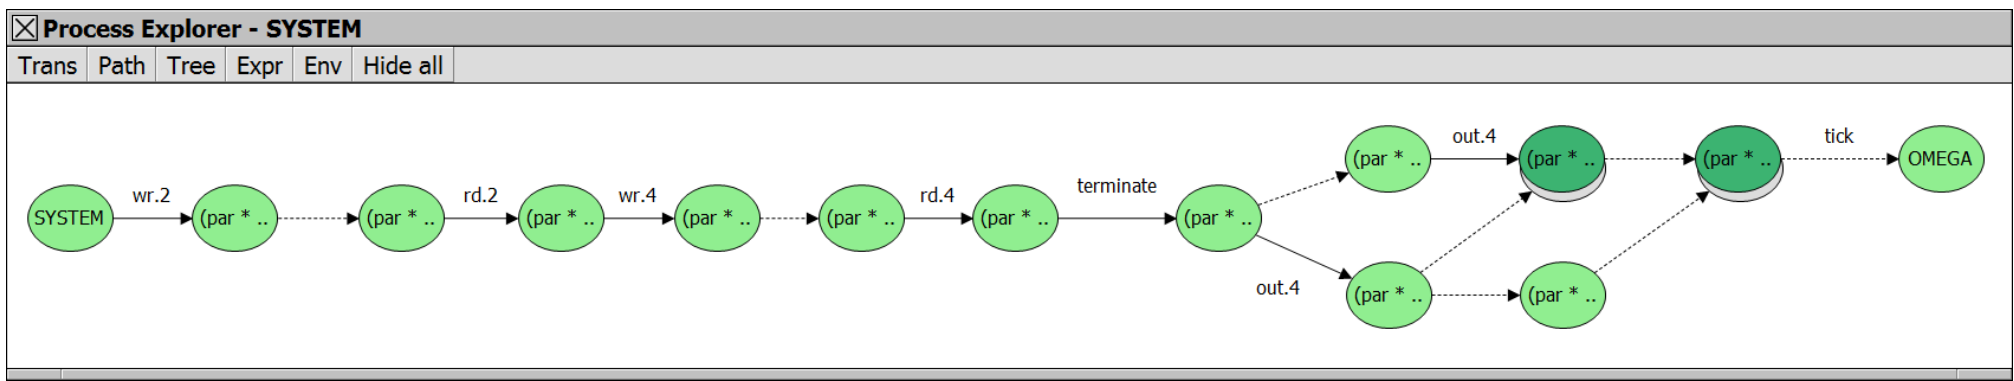 Process Explorer - SYSTEM
Trans Path Tree Expr Env Hide all
out.4 tick
(par * .. (par * .. (par * .. OMEGA
terminate
wr.2 rd.2 wr.4 rd.4
SYSTEM (par * .. (par * .. (par * .. (par * .. (par * .. (par * .. (par * ..
out.4
(par * .. (par * ..